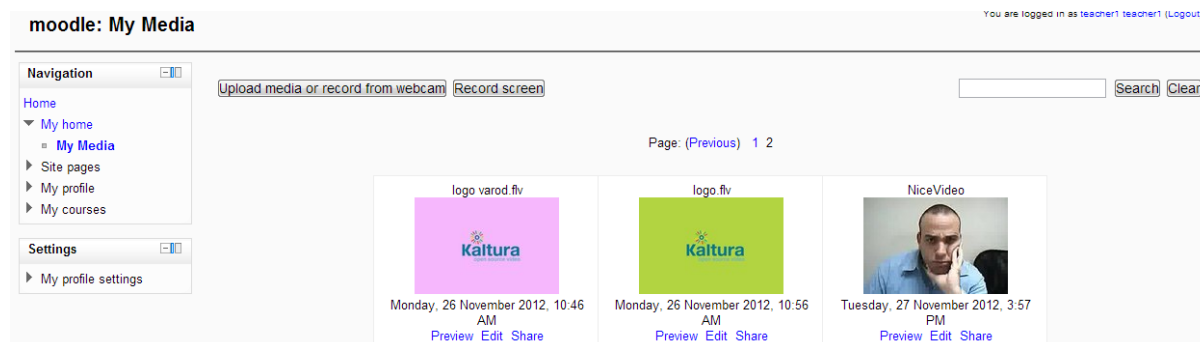 You are logged in as teacher1 teacher1 (Logout
moodle: My Media
Navigation
Home
My home
My Media
Site pages
My profile
My courses
Settings
My profile settings
Upload media or record from webcam Record screen
Search Clear
Page: (Previous) 1 2
logo varod.flv
Kaltura
Monday, 26 November 2012, 10:46
AM
Preview Edit Share
logo.flv
Kaltura
Monday, 26 November 2012, 10:56
AM
Preview Edit Share
NiceVideo
Tuesday, 27 November 2012, 3:57
PM
Preview Edit Share